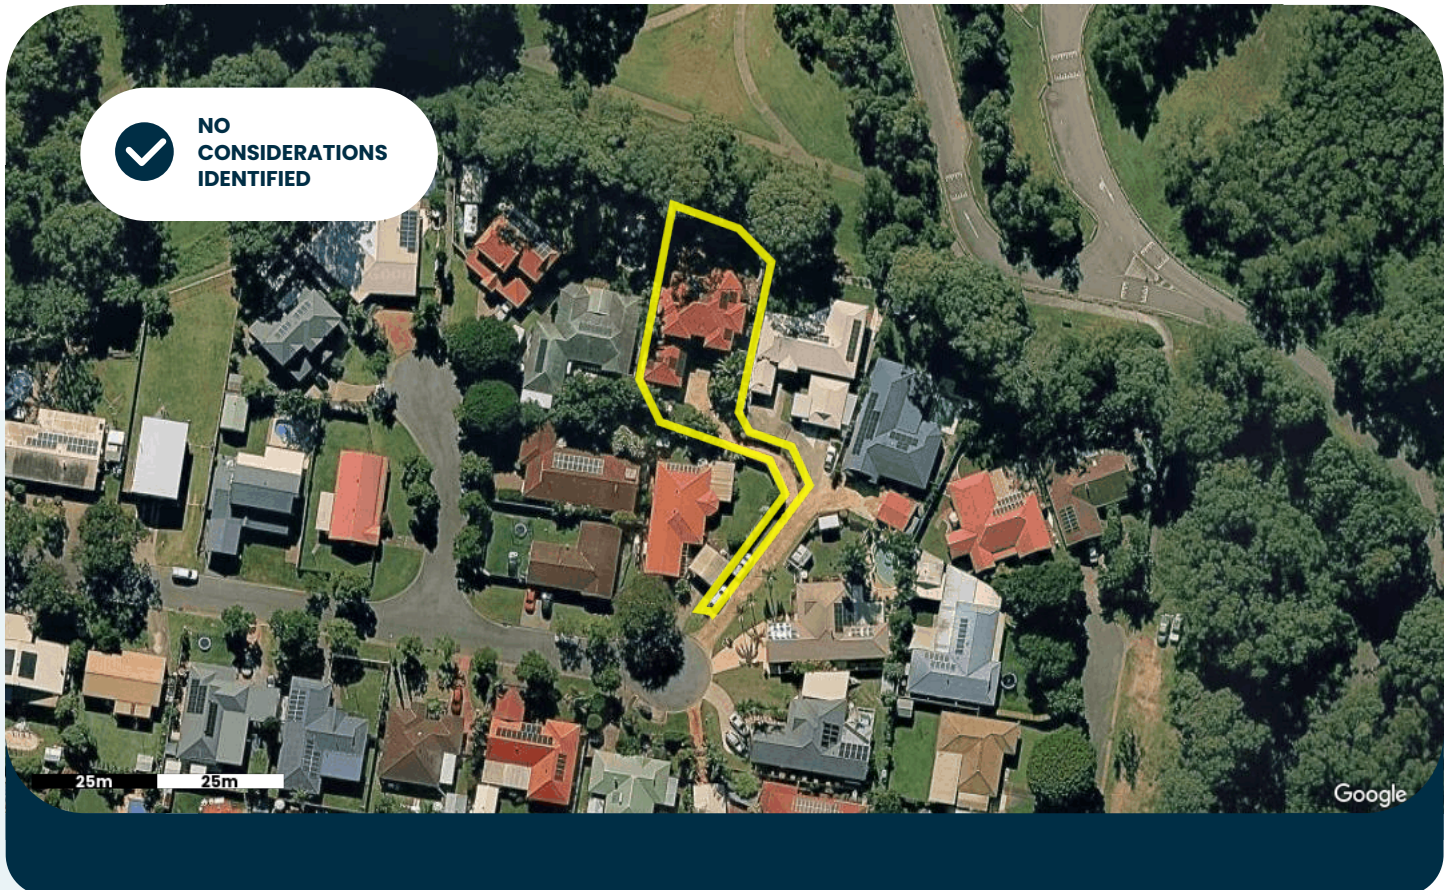 NO
CONSIDERATIONS
IDENTIFIED
25m 25m
Google